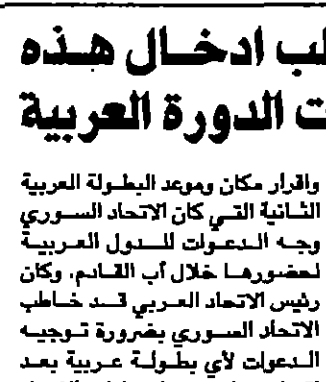 لب ادخال هذه
ت الدورة العربية
واقرار مكان وموعد البطولة العربية
الثانية التي كان الاتحاد السوري
وجه الدعوات للدول العربية
لحضورها خلال آب القادم. وكان
رئيس الاتحاد العربي قد خاطب
الاتحاد السوري بضرورة توجيه
الدعوات لأي بطولة عربية بعد